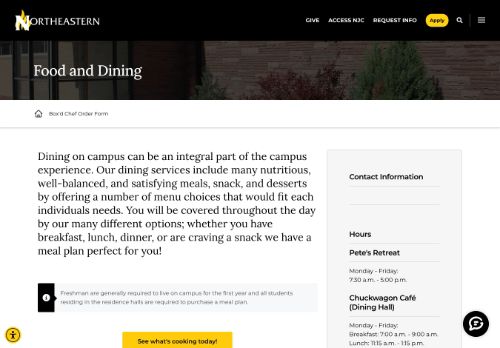 NORTHEASTERN
GIVE ACCESS NJC REQUEST INFO Apply
Food and Dining
Box'd Chef Order Form
Dining on campus can be an integral part of the campus
experience. Our dining services include many nutritious,
well-balanced, and satisfying meals, snack, and desserts
by offering a number of menu choices that would fit each
individuals needs. You will be covered throughout the day
by our many different options; whether you have
breakfast, lunch, dinner, or are craving a snack we have a
meal plan perfect for you!
Freshman are generally required to live on campus for the first year and all students
residing in the residence halls are required to purchase a meal plan.
See what's cooking today!
Contact Information
Hours
Pete's Retreat
Monday - Friday:
7:30 a.m. - 5:00 p.m.
Chuckwagon Café
(Dining Hall)
Monday - Friday:
Breakfast: 7:00 a.m. - 9:00 a.m.
Lunch: 11:15 a.m. - 1:15 p.m.